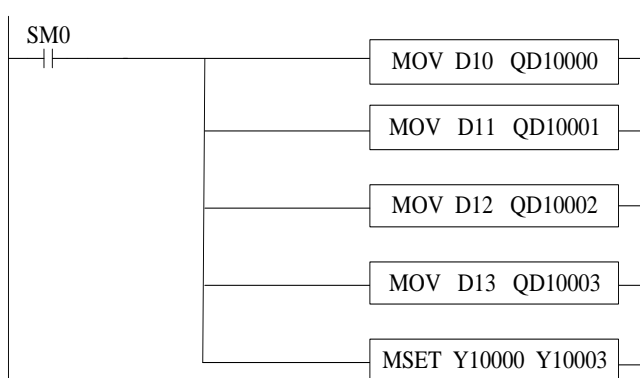 SM0
MOV D10 QD10000
MOV D11 QD10001
MOV D12 QD10002
MOV D13 QD10003
MSET Y10000 Y10003